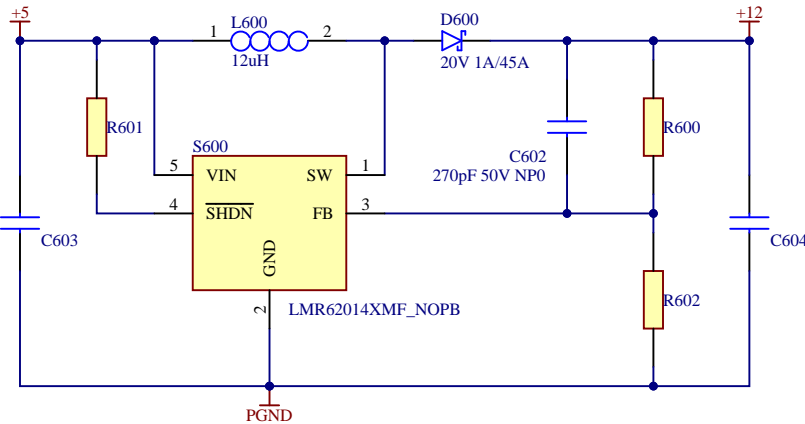 +5
+12
L600
D600
1
2
12uH
20V 1A/45A
R601
R600
C602
270pF 50V NP0
S600
5
VIN
SW
1
4
SHDN
FB
3
GND
2
LMR62014XMF_NOPB
C603
C604
R602
PGND